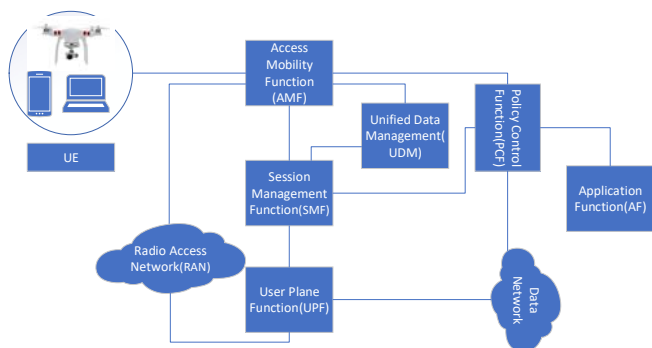 Access
Mobility
Function
(AMF)
UE
Unified Data
Management(
UDM)
Policy Control
Function(PCF)
Session
Management
Function(SMF)
Application
Function(AF)
Radio Access
Network(RAN)
User Plane
Function(UPF)
Data
Network